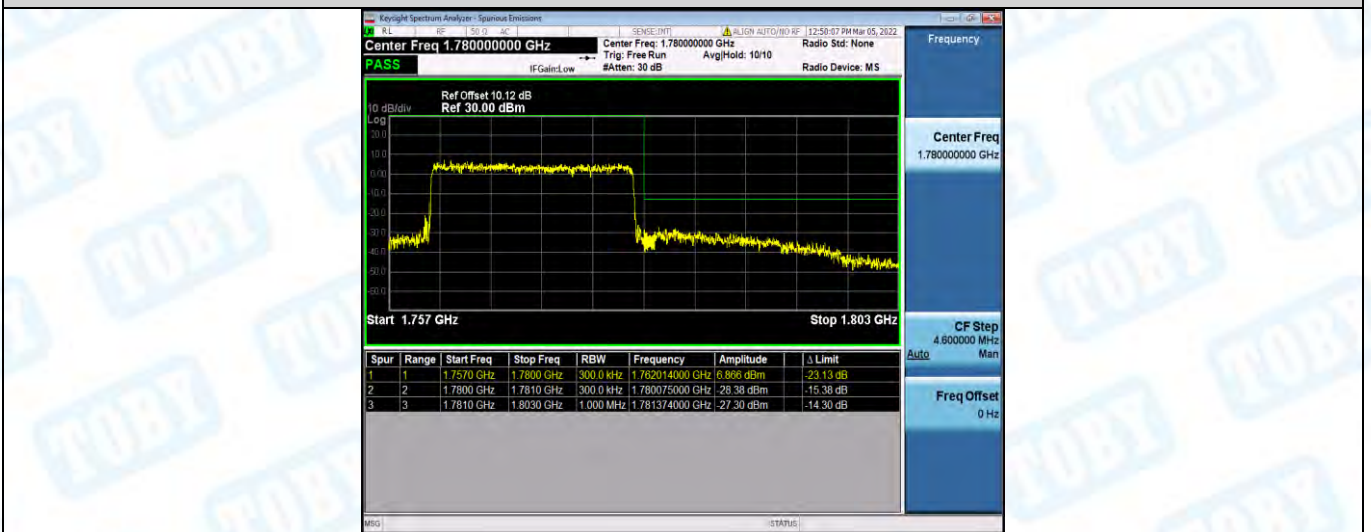 Keysight Spectrum Analyzer - Spurious Emissions
RL RF 50 Ω AC SENSE:INT ALIGN AUTO/NO RF 12:50:07 PM Mar 05, 2022
Center Freq 1.780000000 GHz Center Freq: 1.780000000 GHz Radio Std: None
Trig: Free Run Avg|Hold: 10/10
PASS IFGain:Low #Atten: 30 dB Radio Device: MS
Ref Offset 10.12 dB
10 dB/div Ref 30.00 dBm
Log
20.0
10.0
0.00
-10.0
-20.0
-30.0
-40.0
-50.0
-60.0
Start 1.757 GHz Stop 1.803 GHz
Spur Range Start Freq Stop Freq RBW Frequency Amplitude Δ Limit
1 1 1.7570 GHz 1.7800 GHz 300.0 kHz 1.762014000 GHz 6.866 dBm -23.13 dB
2 2 1.7800 GHz 1.7810 GHz 300.0 kHz 1.780075000 GHz -28.38 dBm -15.38 dB
3 3 1.7810 GHz 1.8030 GHz 1.000 MHz 1.781374000 GHz -27.30 dBm -14.30 dB
MSG STATUS
Frequency
Center Freq
1.780000000 GHz
CF Step
4.600000 MHz
Auto Man
Freq Offset
0 Hz
TOBY
TOBY
TOBY
TOBY
TOBY
TOBY
TOBY